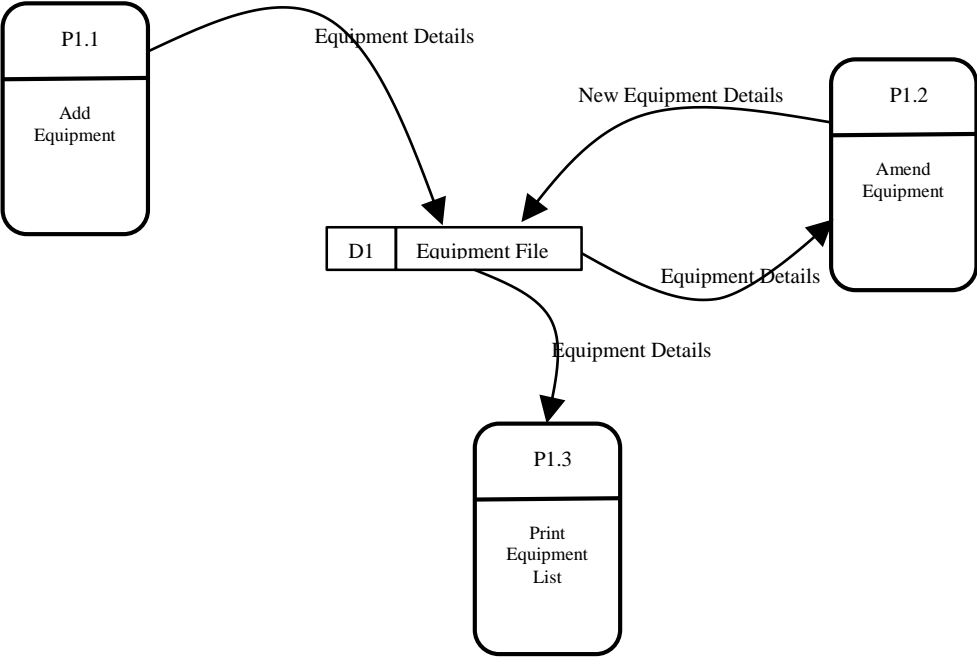 P1.1
Add
Equipment
Equipment Details
New Equipment Details
P1.2
Amend
Equipment
D1
Equipment File
Equipment Details
Equipment Details
P1.3
Print
Equipment
List